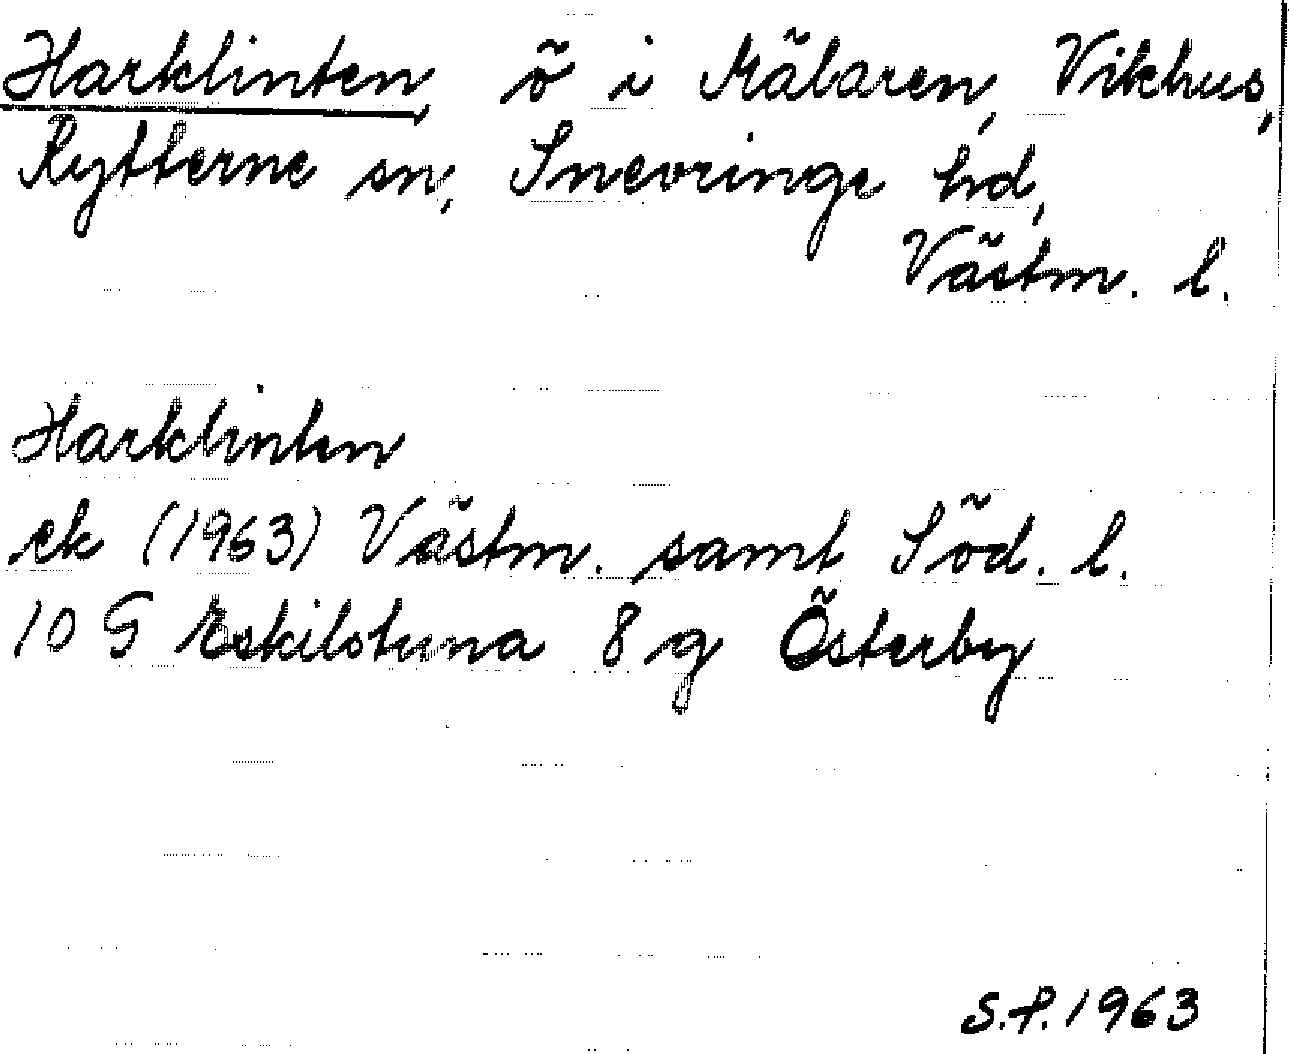 Harklinten, ö i Mälaren, Vikhus,
Rytterne sn, Snevringe hd,
Västm. l.
Harklinten
ek (1963) Västm. samt Söd. l.
10 G Eskilstuna 8 g Österby
S.P. 1963